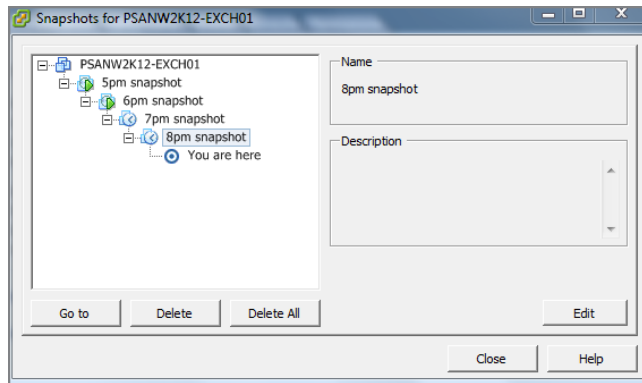 Snapshots for PSANW2K12-EXCH01
PSANW2K12-EXCH01
5pm snapshot
6pm snapshot
7pm snapshot
8pm snapshot
You are here
Name
8pm snapshot
Description
Go to
Delete
Delete All
Edit
Close
Help